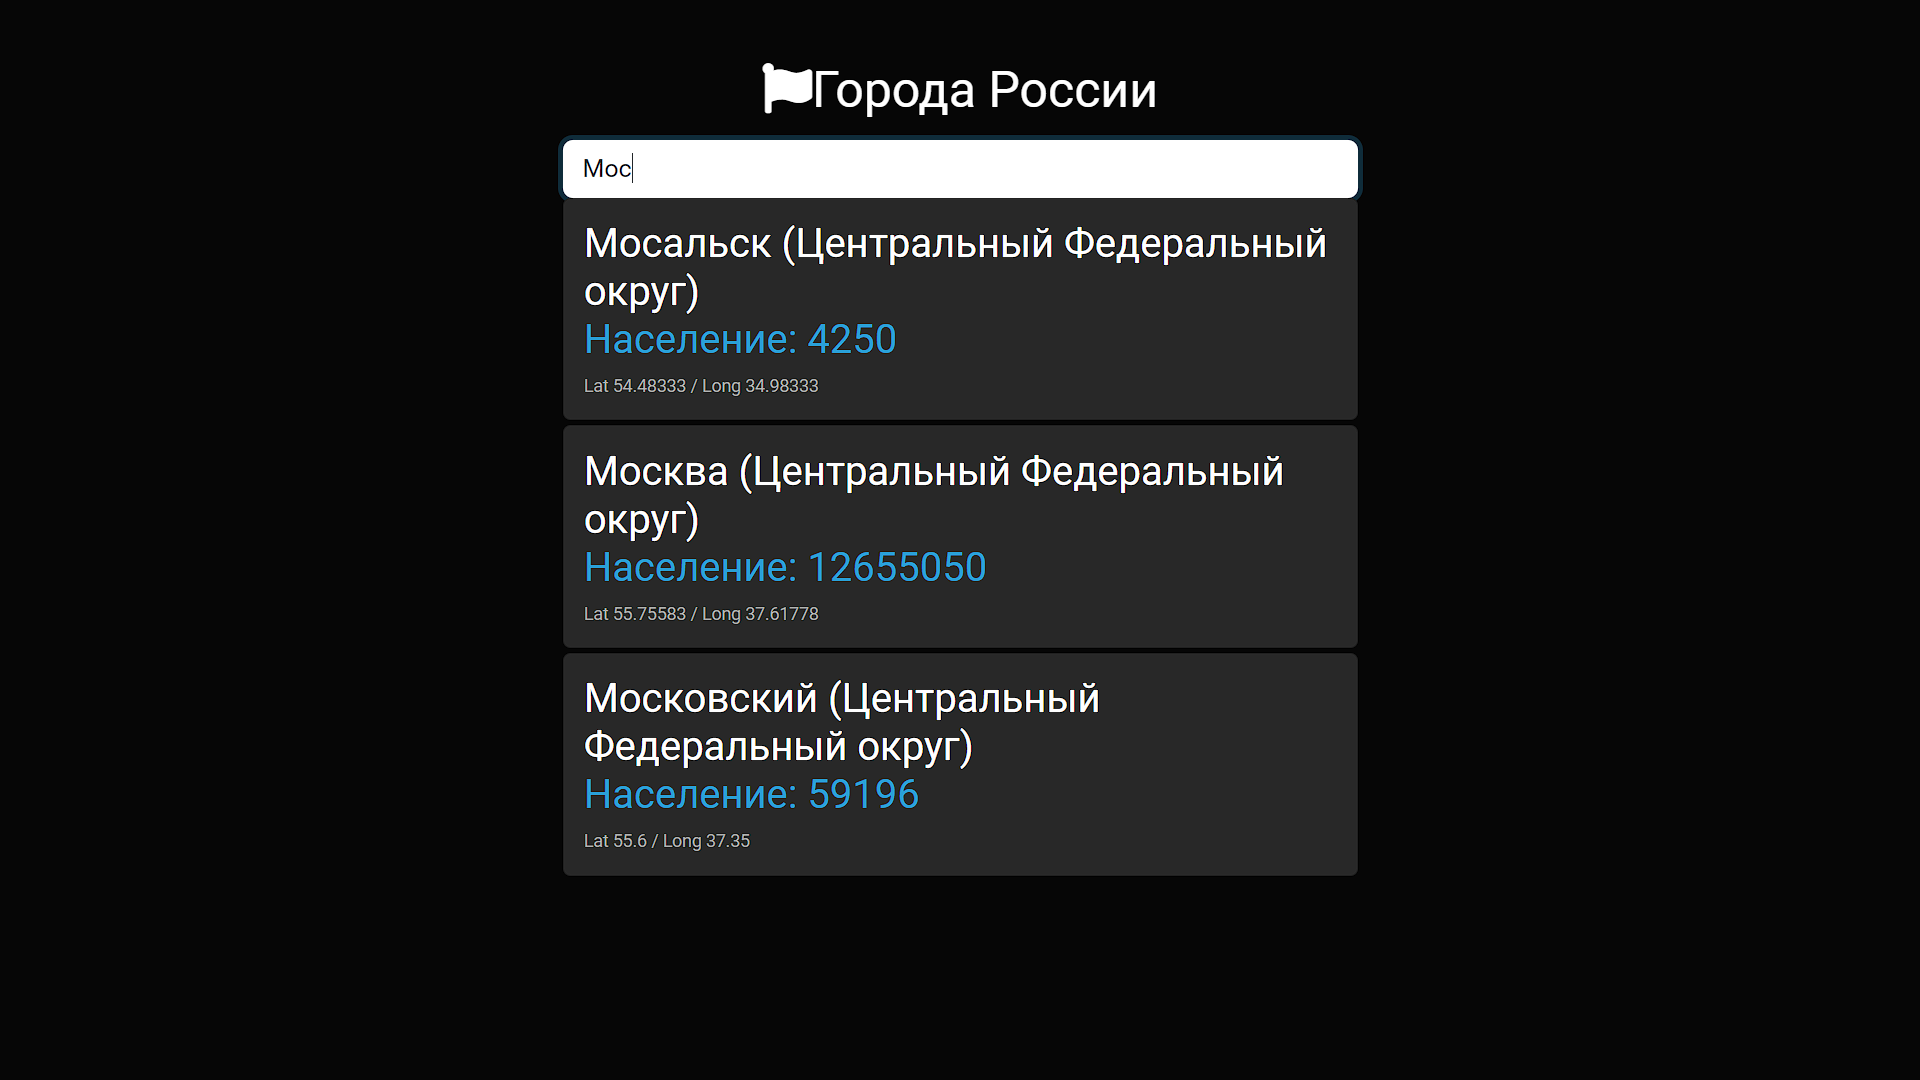 Города России
Мос
Мосальск (Центральный Федеральный
округ)
Население: 4250
Lat 54.48333 / Long 34.98333
Москва (Центральный Федеральный
округ)
Население: 12655050
Lat 55.75583 / Long 37.61778
Московский (Центральный
Федеральный округ)
Население: 59196
Lat 55.6 / Long 37.35